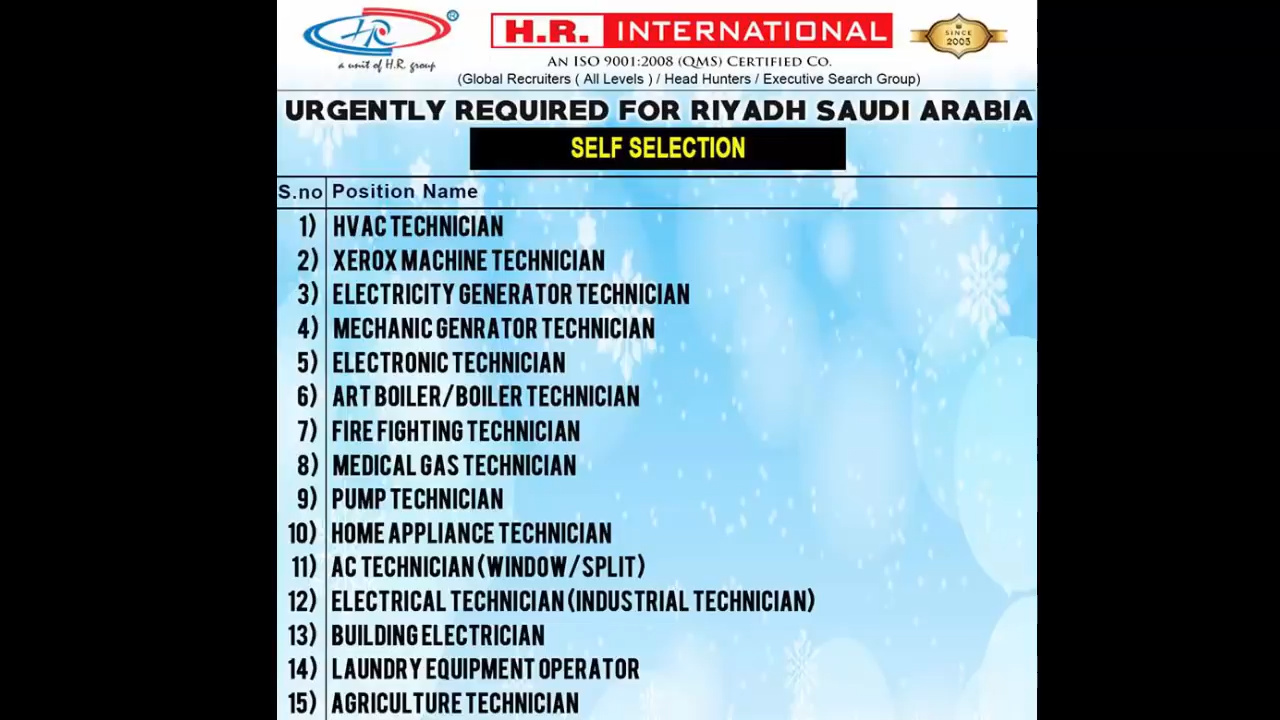 HR ®
a unit of H.R group
H.R. INTERNATIONAL
AN ISO 9001:2008 (QMS) CERTIFIED CO.
(Global Recruiters ( All Levels ) / Head Hunters / Executive Search Group)
SINCE
2003
URGENTLY REQUIRED FOR RIYADH SAUDI ARABIA
SELF SELECTION
S.no Position Name
1) HVAC TECHNICIAN
2) XEROX MACHINE TECHNICIAN
3) ELECTRICITY GENERATOR TECHNICIAN
4) MECHANIC GENRATOR TECHNICIAN
5) ELECTRONIC TECHNICIAN
6) ART BOILER/BOILER TECHNICIAN
7) FIRE FIGHTING TECHNICIAN
8) MEDICAL GAS TECHNICIAN
9) PUMP TECHNICIAN
10) HOME APPLIANCE TECHNICIAN
11) AC TECHNICIAN (WINDOW/SPLIT)
12) ELECTRICAL TECHNICIAN (INDUSTRIAL TECHNICIAN)
13) BUILDING ELECTRICIAN
14) LAUNDRY EQUIPMENT OPERATOR
15) AGRICULTURE TECHNICIAN